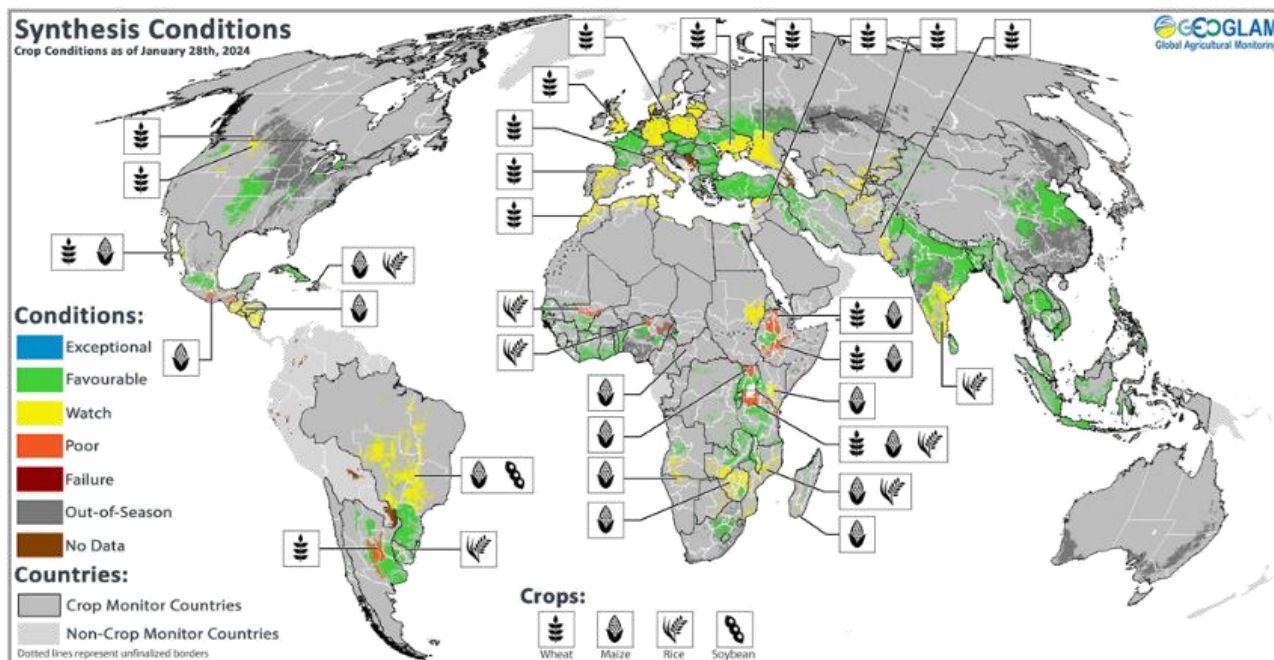 Synthesis Conditions
Crop Conditions as of January 28th, 2024
GEOGLAM
Global Agricultural Monitoring
Conditions:
Exceptional
Favourable
Watch
Poor
Failure
Out-of-Season
No Data
Countries:
Crop Monitor Countries
Non-Crop Monitor Countries
Dotted lines represent unfinalized borders
Crops:
Wheat Maize Rice Soybean